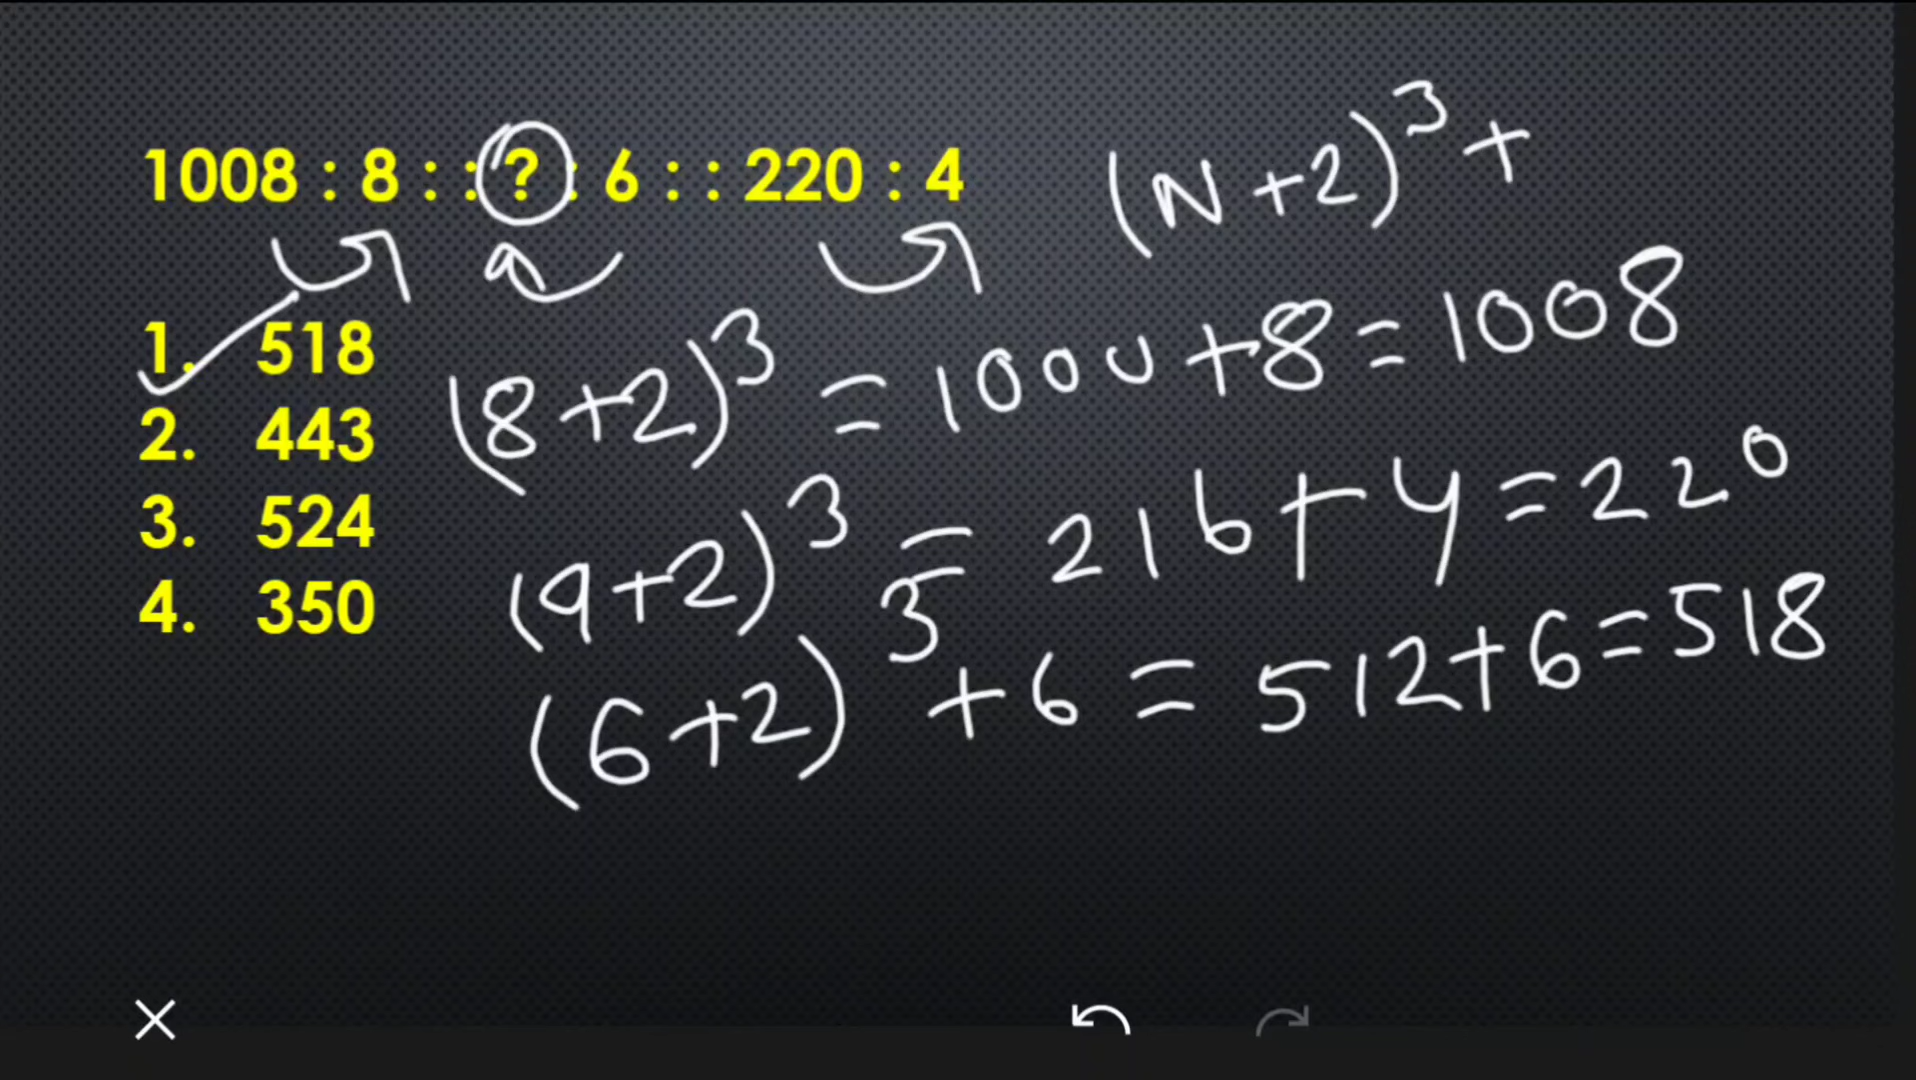 1008 : 8 : : ? : 6 : : 220 : 4
(N+2)³+
1. 518
2. 443
3. 524
4. 350
(8+2)³ = 1000+8=1008
(4+2)³ = 216+4=220
(6+2)³+6 = 512+6=518